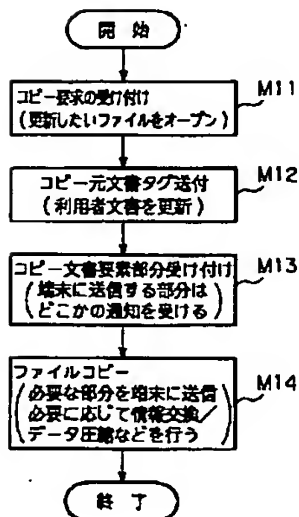 開始
コピー要求の受け付け
(更新したいファイルをオープン)
M11
コピー元文書タグ送付
(利用者文書を更新)
M12
コピー文書要素部分受け付け
(端末に送信する部分は
どこかの通知を受ける)
M13
ファイルコピー
(必要な部分を端末に送信
必要に応じて情報交換/
データ圧縮などを行う)
M14
終了